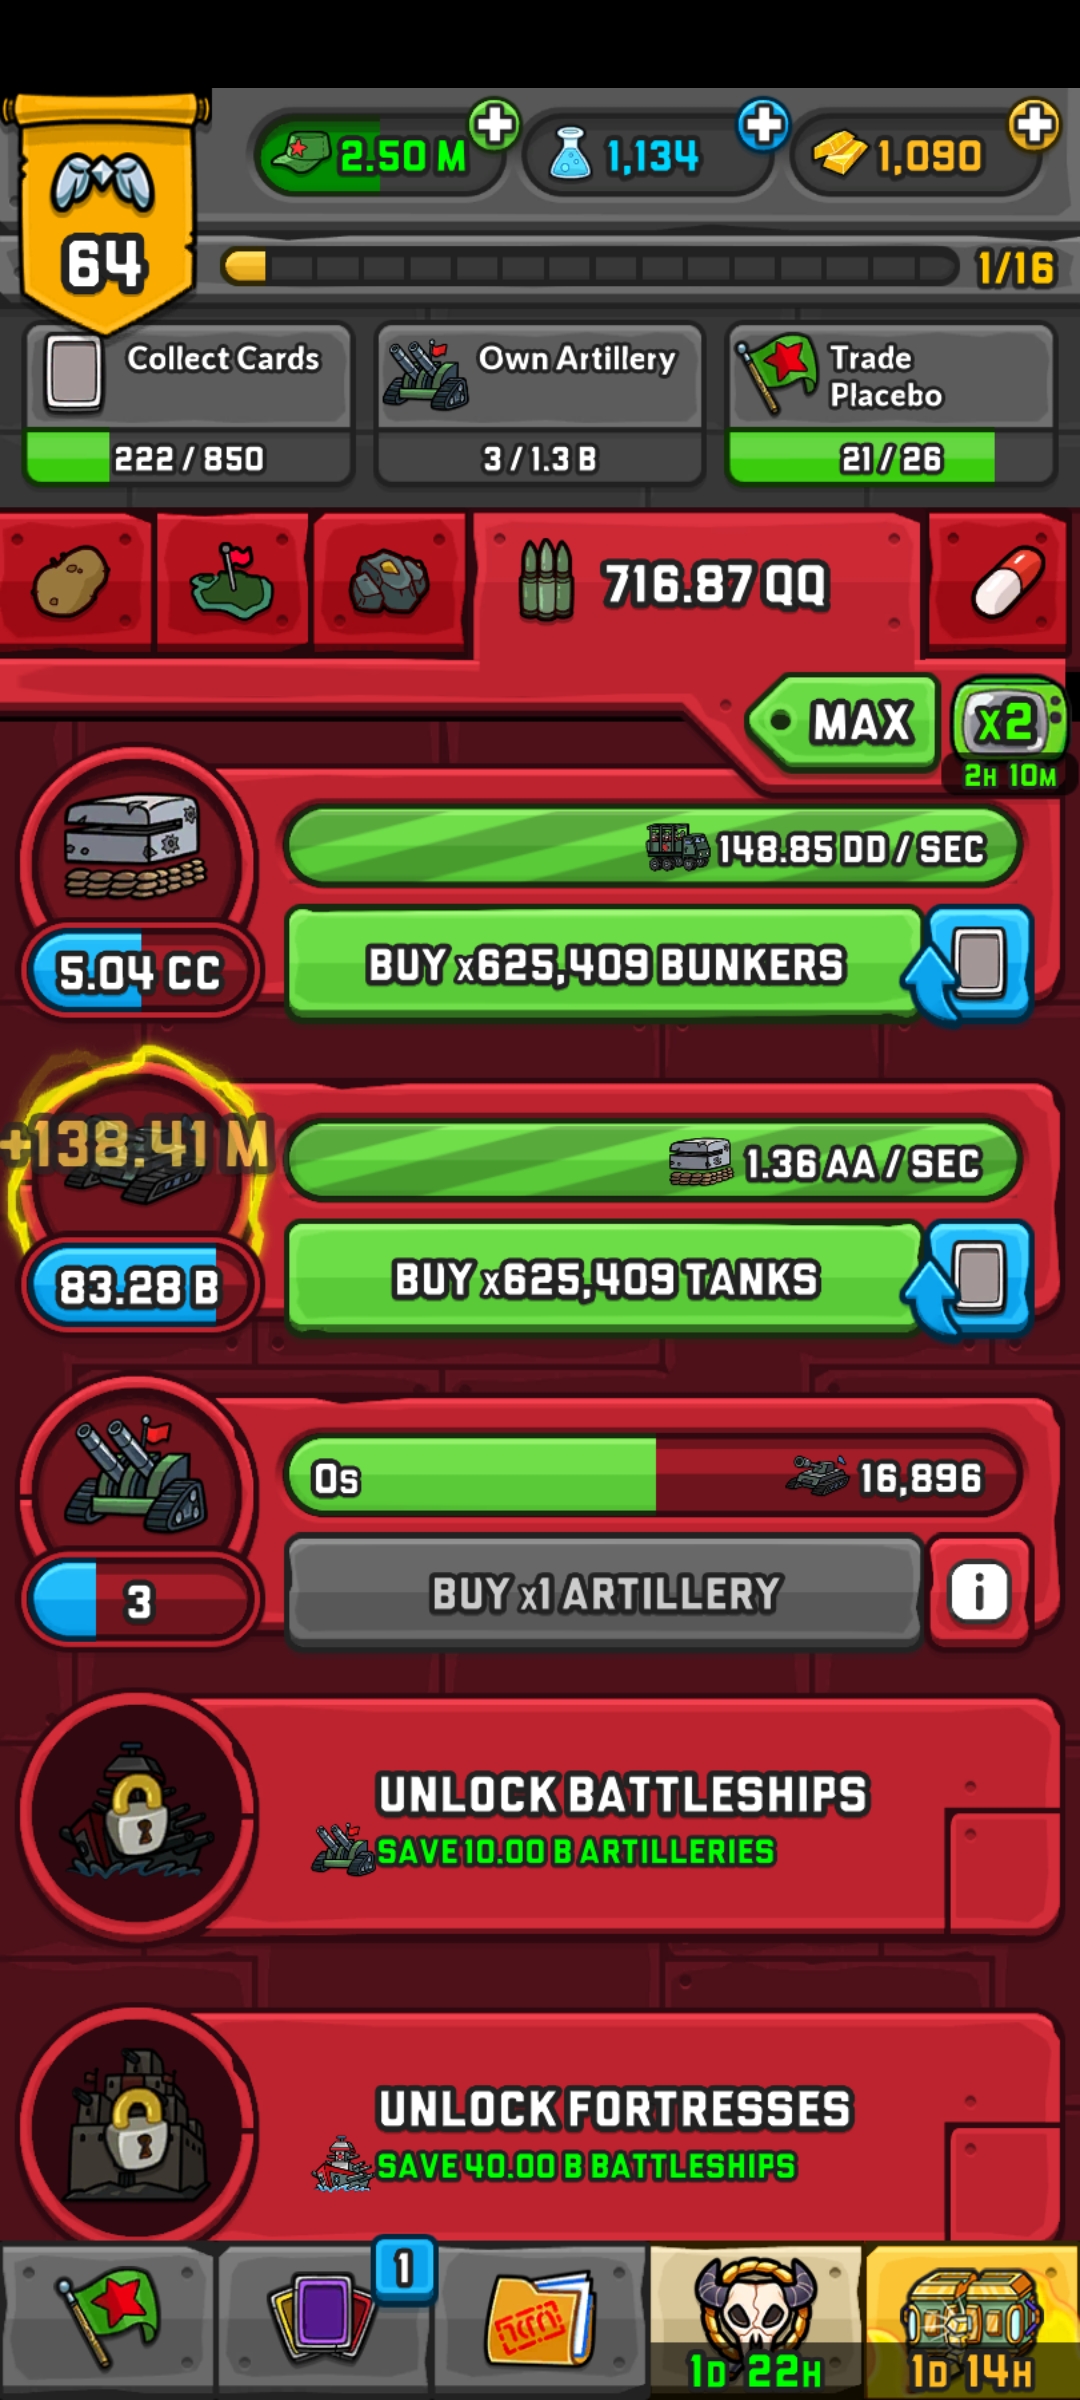 2.50 M
1,134
1,090
64
1/16
Collect Cards
222 / 850
Own Artillery
3 / 1.3 B
Trade
Placebo
21 / 26
716.87 QQ
MAX
x2
2H 10M
148.85 DD / SEC
5.04 CC
BUY x625,409 BUNKERS
+138.41 M
1.36 AA / SEC
83.28 B
BUY x625,409 TANKS
0s
16,896
3
BUY x1 ARTILLERY
i
UNLOCK BATTLESHIPS
SAVE 10.00 B ARTILLERIES
UNLOCK FORTRESSES
SAVE 40.00 B BATTLESHIPS
1
1D 22H
1D 14H